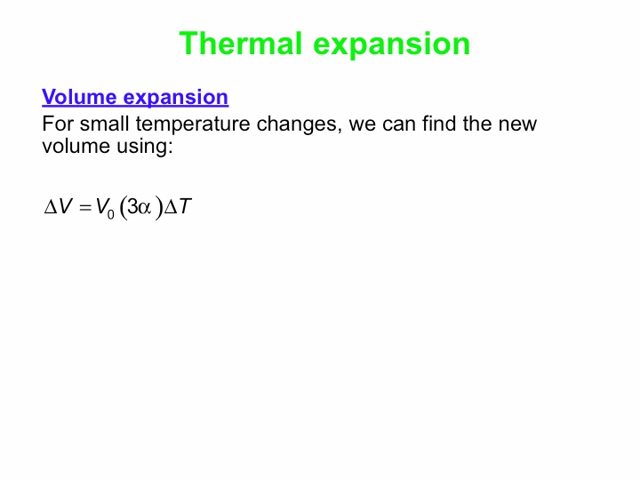 Thermal expansion
Volume expansion
For small temperature changes, we can find the new
volume using:
ΔV = V₀ (3α)ΔT